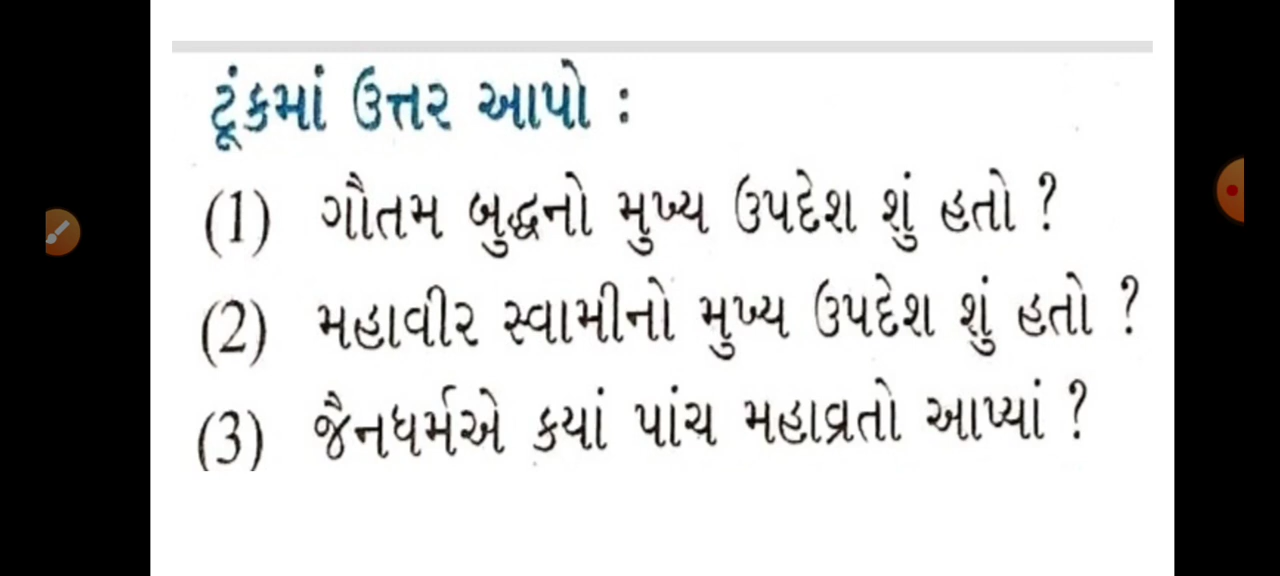 ટૂંકમાં ઉત્તર આપો :
(1) ગૌતમ બુદ્ધનો મુખ્ય ઉપદેશ શું હતો ?
(2) મહાવીર સ્વામીનો મુખ્ય ઉપદેશ શું હતો ?
(3) જૈનધર્મએ કયાં પાંચ મહાવ્રતો આપ્યાં ?